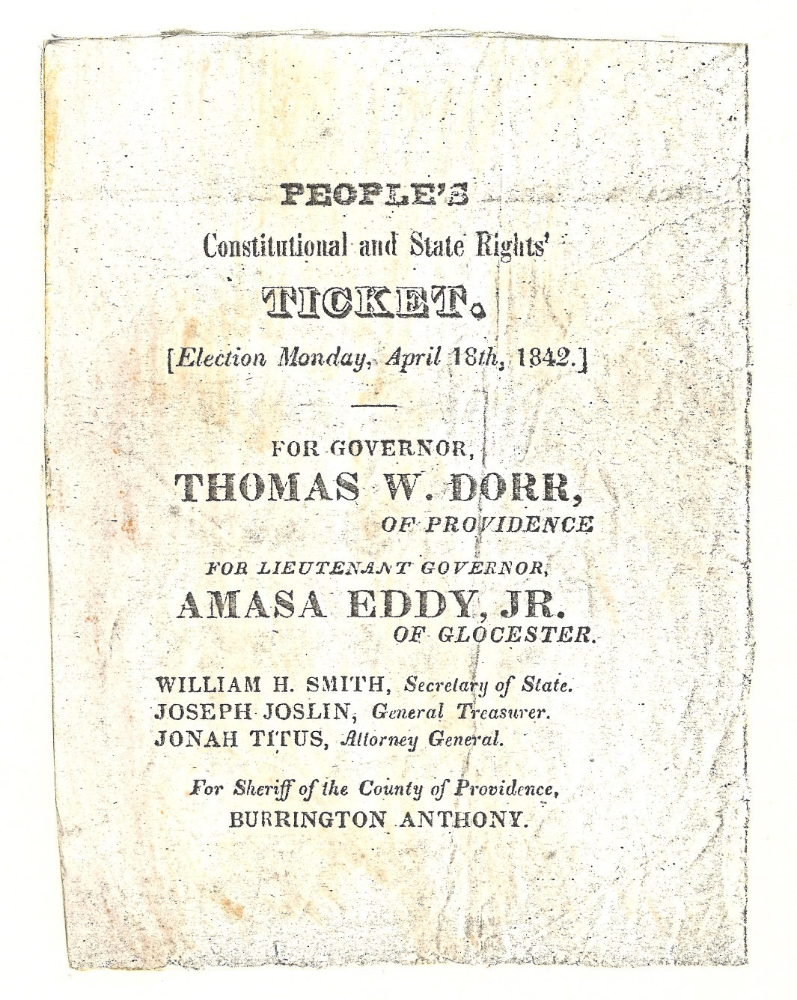 PEOPLE'S
Constitutional and State Rights'
TICKET.
[Election Monday, April 18th, 1842.]
FOR GOVERNOR,
THOMAS W. DORR,
OF PROVIDENCE
FOR LIEUTENANT GOVERNOR,
AMASA EDDY, JR.
OF GLOCESTER.
WILLIAM H. SMITH, Secretary of State.
JOSEPH JOSLIN, General Treasurer.
JONAH TITUS, Attorney General.
For Sheriff of the County of Providence,
BURRINGTON ANTHONY.